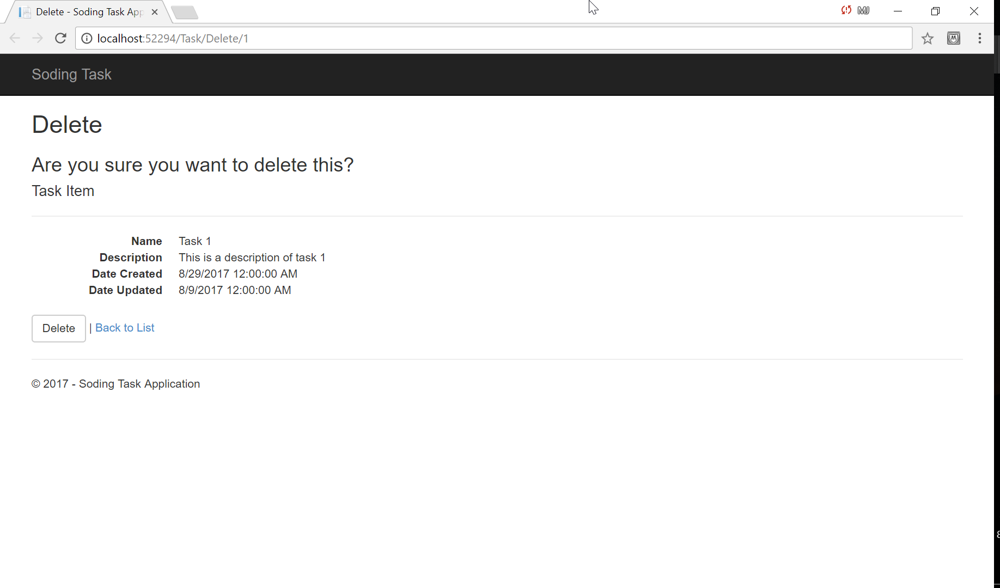 Delete - Soding Task App
MJ
localhost:52294/Task/Delete/1
Soding Task
Delete
Are you sure you want to delete this?
Task Item
Name Task 1
Description This is a description of task 1
Date Created 8/29/2017 12:00:00 AM
Date Updated 8/9/2017 12:00:00 AM
Delete | Back to List
© 2017 - Soding Task Application